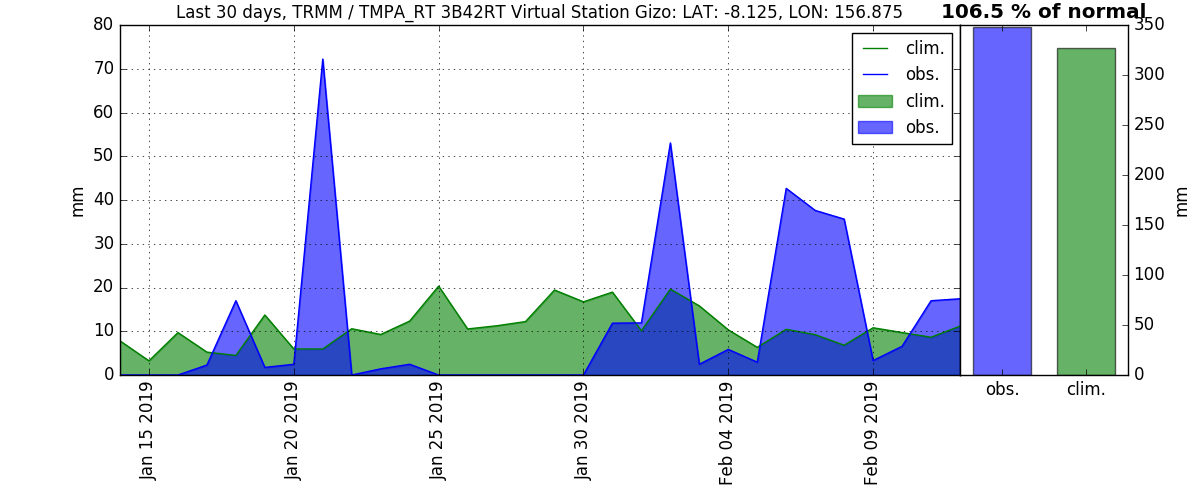 Last 30 days, TRMM / TMPA_RT 3B42RT Virtual Station Gizo: LAT: -8.125, LON: 156.875
106.5 % of normal
80
70
60
50
40
30
20
10
0
mm
clim.
obs.
clim.
obs.
350
300
250
200
150
100
50
0
mm
Jan 15 2019
Jan 20 2019
Jan 25 2019
Jan 30 2019
Feb 04 2019
Feb 09 2019
obs.
clim.